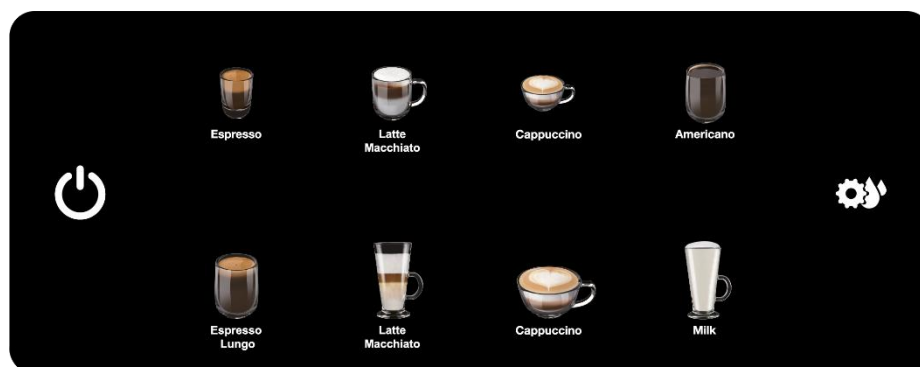 Espresso
Latte
Macchiato
Cappuccino
Americano
Espresso
Lungo
Latte
Macchiato
Cappuccino
Milk